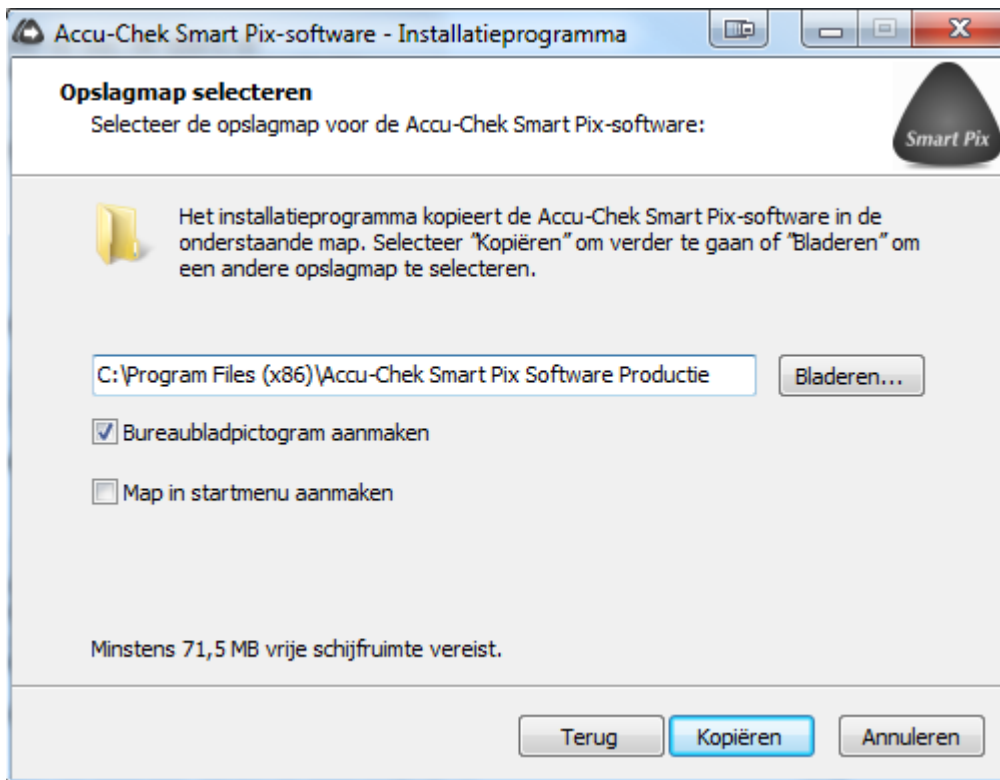 Accu-Chek Smart Pix-software - Installatieprogramma
Opslagmap selecteren
Selecteer de opslagmap voor de Accu-Chek Smart Pix-software:
Smart Pix
Het installatieprogramma kopieert de Accu-Chek Smart Pix-software in de
onderstaande map. Selecteer "Kopiëren" om verder te gaan of "Bladeren" om
een andere opslagmap te selecteren.
C:\Program Files (x86)\Accu-Chek Smart Pix Software Productie
Bladeren...
Bureaubladpictogram aanmaken
Map in startmenu aanmaken
Minstens 71,5 MB vrije schijfruimte vereist.
Terug
Kopiëren
Annuleren